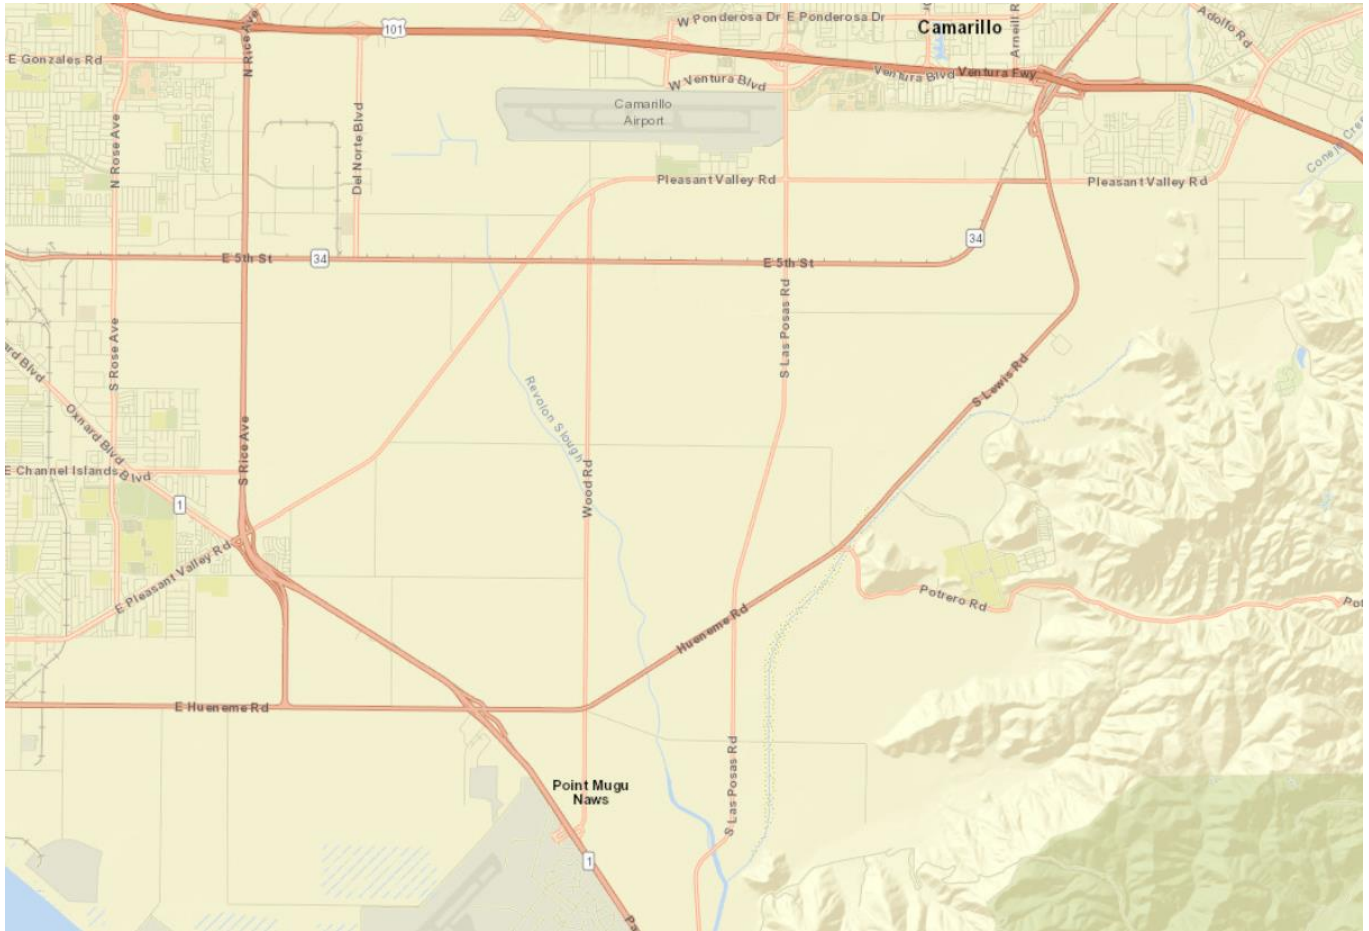 W Ponderosa Dr
E Ponderosa Dr
Camarillo
Adolfo Rd
N Rice Ave
101
E Gonzales Rd
W Ventura Blvd
Ventura Blvd
Ventura Fwy
Camarillo
Airport
Del Norte Blvd
N Rose Ave
Pleasant Valley Rd
Pleasant Valley Rd
34
E 5th St
34
E 5th St
S Las Posas Rd
S Rose Ave
Revolon Slough
S Lewis Rd
Oxnard Blvd
E Channel Islands Blvd
S Rice Ave
Wood Rd
1
E Pleasant Valley Rd
Potrero Rd
Hueneme Rd
E Hueneme Rd
Point Mugu
Naws
S Las Posas Rd
1